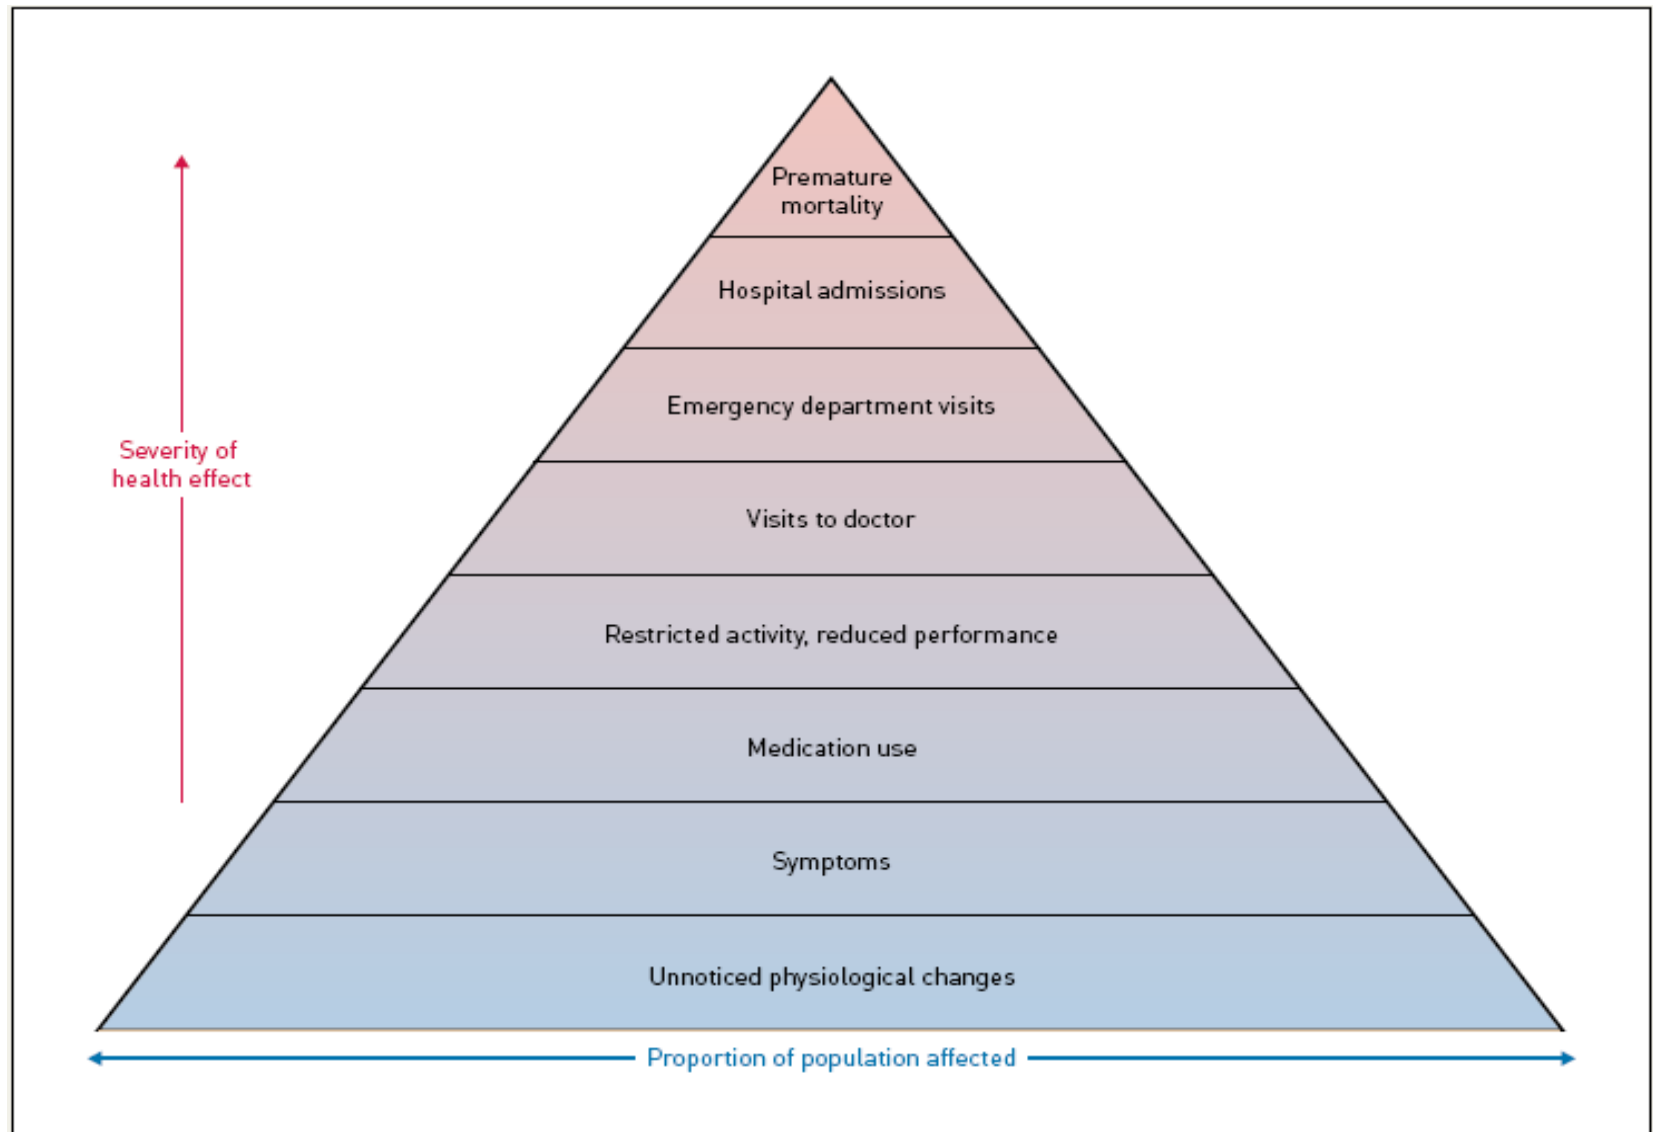 Premature
mortality
Hospital admissions
Emergency department visits
Severity of
health effect
Visits to doctor
Restricted activity, reduced performance
Medication use
Symptoms
Unnoticed physiological changes
Proportion of population affected